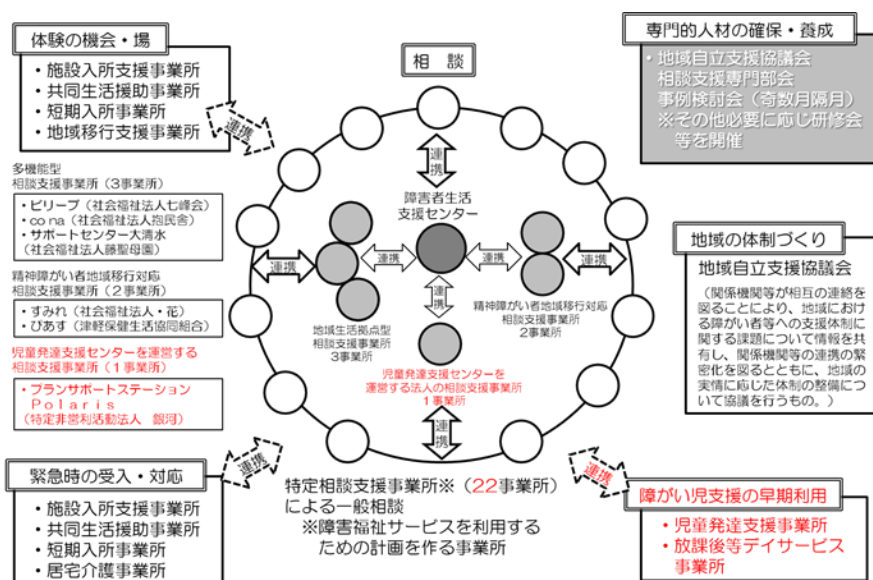 体験の機会・場
・施設入所支援事業所
・共同生活援助事業所
・短期入所事業所
・地域移行支援事業所
連携
多機能型
相談支援事業所(3事業所)
・ビリーブ(社会福祉法人七峰会)
・cona(社会福祉法人抱民舎)
・サポートセンター大清水
(社会福祉法人藤聖母園)
精神障がい者地域移行対応
相談支援事業所(2事業所)
・すみれ(社会福祉法人・花)
・ぴあす(津軽保健生活協同組合)
児童発達支援センターを運営する
相談支援事業所(1事業所)
・プランサポートステーション
Polaris
(特定非営利活動法人 銀河)
緊急時の受入・対応
・施設入所支援事業所
・共同生活援助事業所
・短期入所事業所
・居宅介護事業所
連携
相 談
連携
障害者生活
支援センター
連携
連携
連携
連携
連携
地域生活拠点型
相談支援事業所
3事業所
精神障がい者地域移行対応
相談支援事業所
2事業所
児童発達支援センターを
運営する法人の相談支援事業所
1事業所
連携
特定相談支援事業所※(22事業所)
による一般相談
※障害福祉サービスを利用する
ための計画を作る事業所
専門的人材の確保・養成
・地域自立支援協議会
相談支援専門部会
事例検討会(奇数月隔月)
※その他必要に応じ研修会
等を開催
地域の体制づくり
地域自立支援協議会
(関係機関等が相互の連絡を
図ることにより、地域におけ
る障がい者等への支援体制に
関する課題について情報を共
有し、関係機関等の連携の緊
密化を図るとともに、地域の
実情に応じた体制の整備につ
いて協議を行うもの。)
連携
障がい児支援の早期利用
・児童発達支援事業所
・放課後等デイサービス
事業所